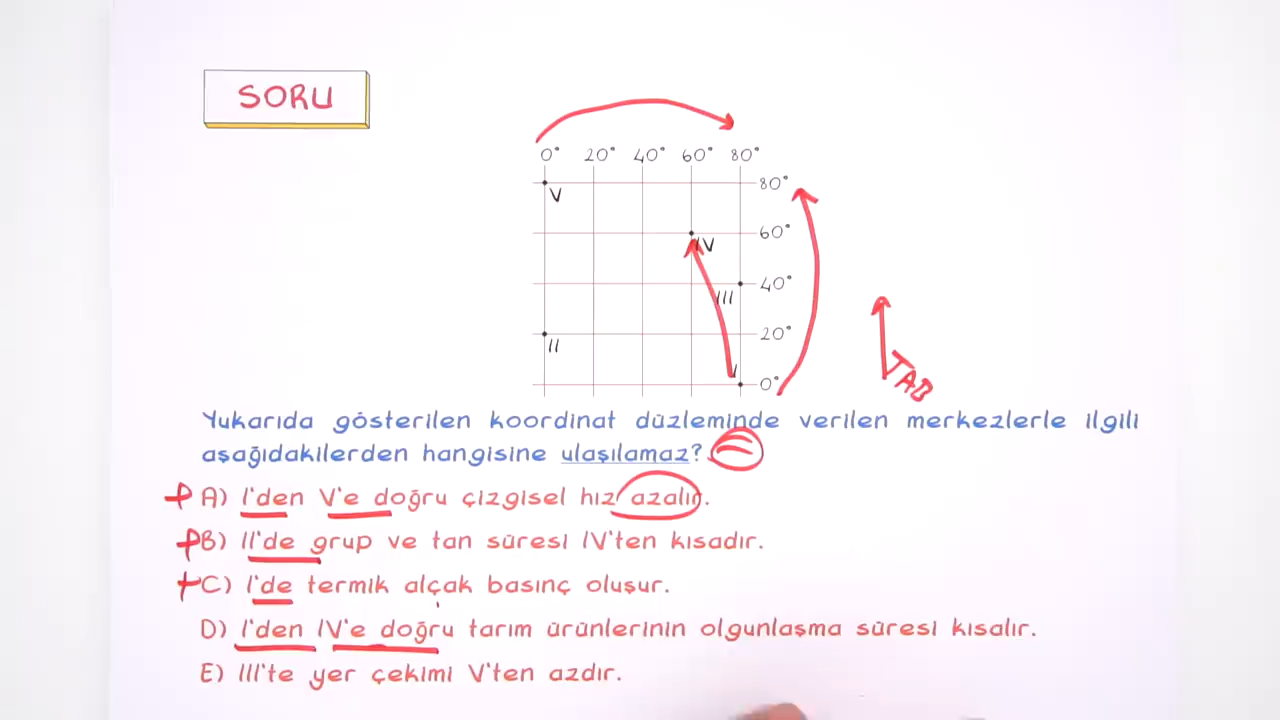 SORU
0° 20° 40° 60° 80°
80°
V
60°
IV
40°
III
20°
II
I
0°
TAB
Yukarıda gösterilen koordinat düzleminde verilen merkezlerle ilgili
aşağıdakilerden hangisine ulaşılamaz?
+ A) I'den V'e doğru çizgisel hız azalır.
+ B) II'de grup ve tan süresi IV'ten kısadır.
+ C) I'de termik alçak basınç oluşur.
D) I'den IV'e doğru tarım ürünlerinin olgunlaşma süresi kısalır.
E) III'te yer çekimi V'ten azdır.